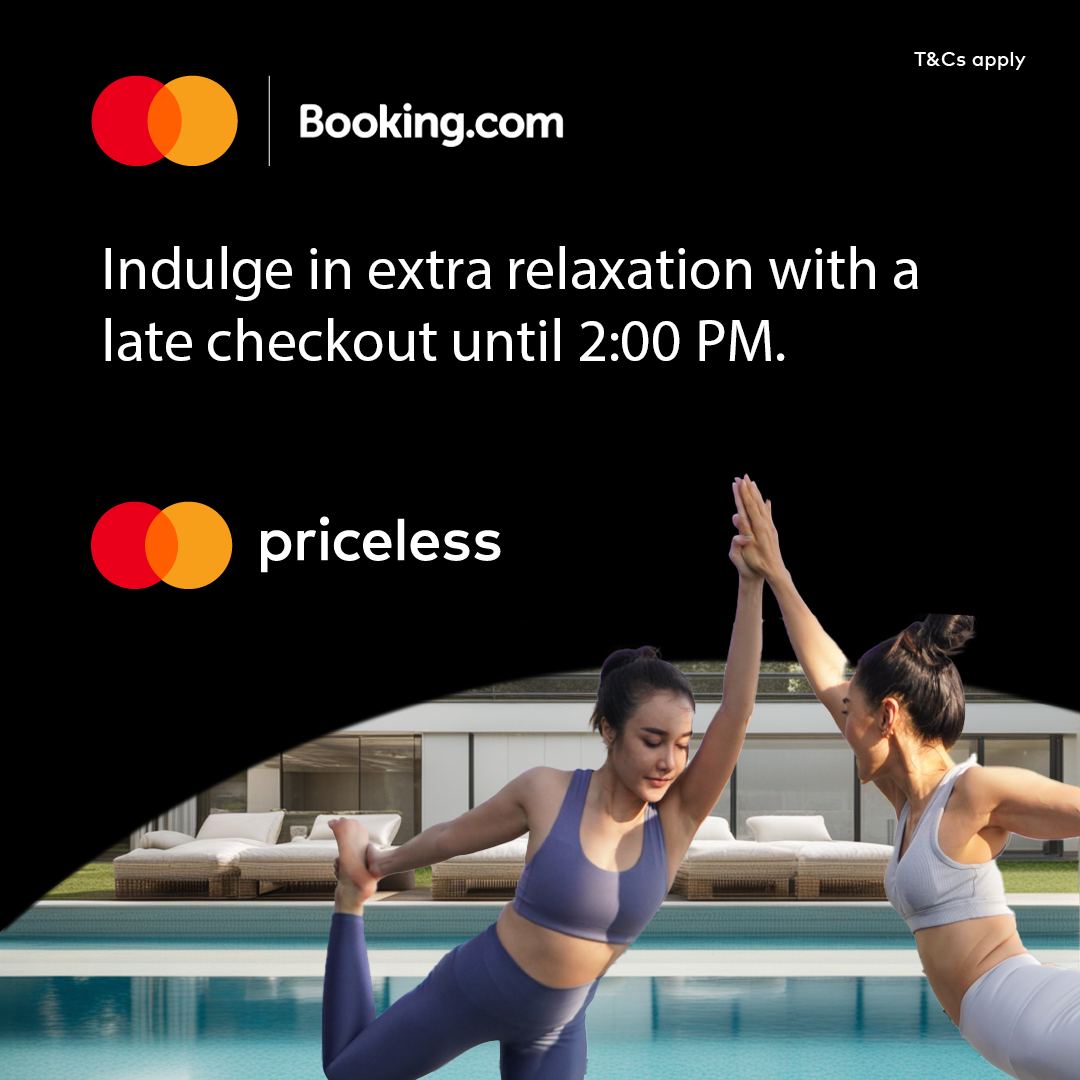 T&Cs apply
Booking.com
Indulge in extra relaxation with a
late checkout until 2:00 PM.
priceless